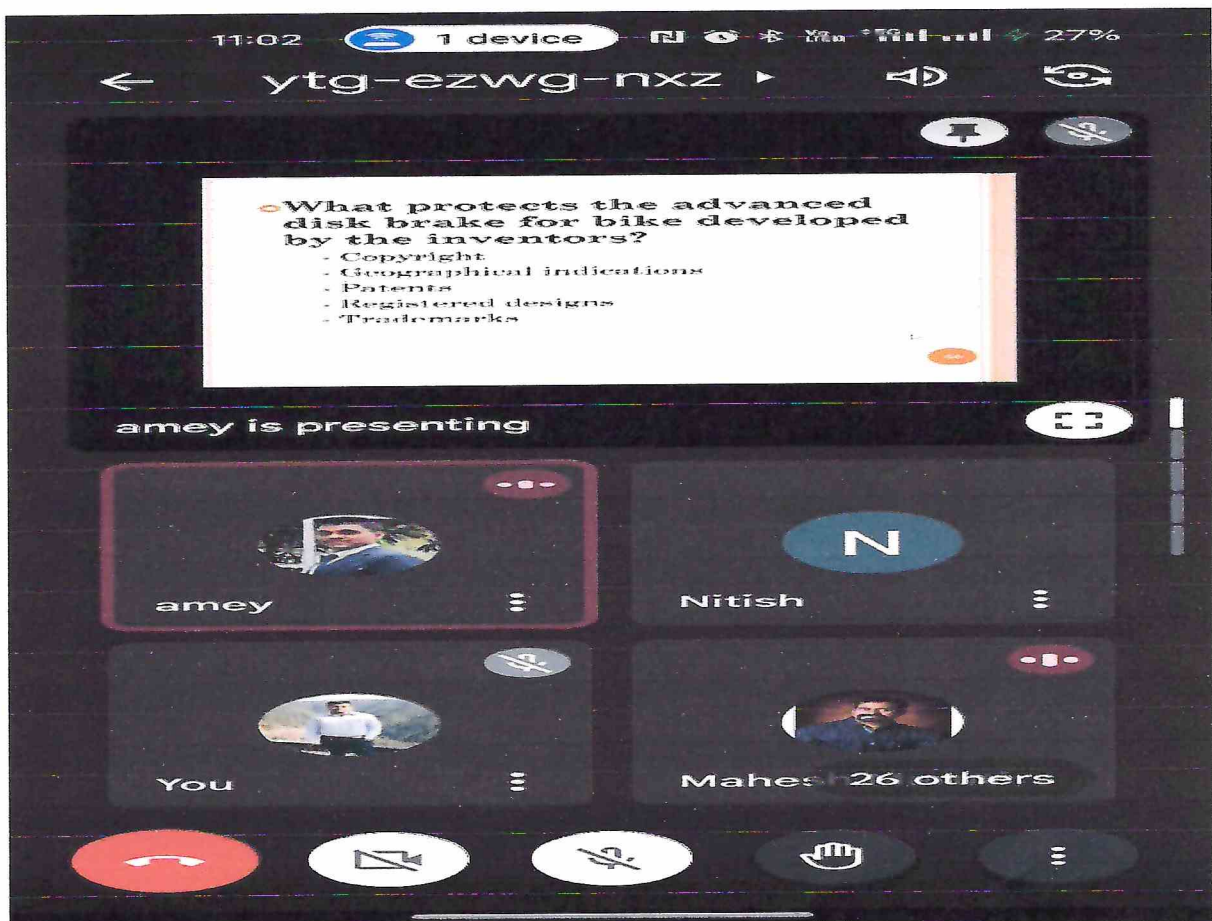 11:02 1 device 27%
ytg-ezwg-nxz
What protects the advanced
disk brake for bike developed
by the inventors?
- Copyright
- Geographical indications
- Patents
- Registered designs
- Trademarks
amey is presenting
N
amey
Nitish
You
Mahes 26 others